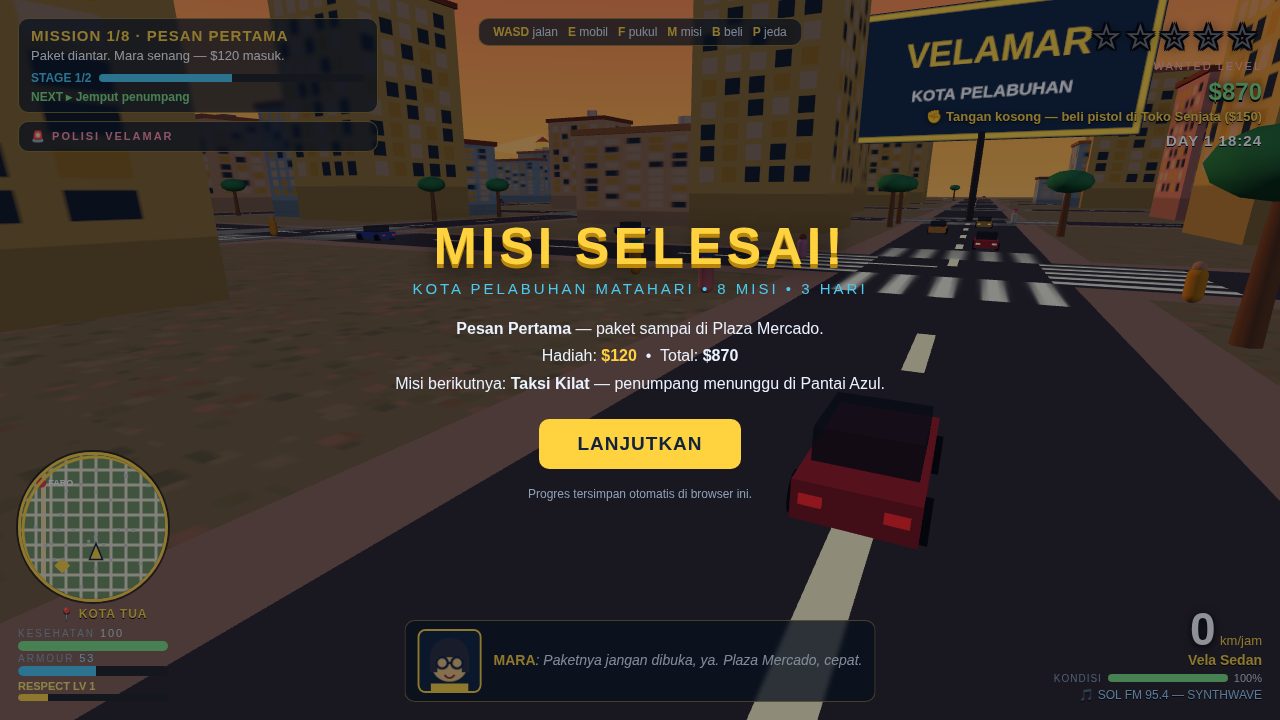 MISSION 1/8 · PESAN PERTAMA
Paket diantar. Mara senang — $120 masuk.
STAGE 1/2
NEXT ▸ Jemput penumpang
🚨 POLISI VELAMAR
WASD jalan E mobil F pukul M misi B beli P jeda
VELAMAR
KOTA PELABUHAN
WANTED LEVEL
$870
✊ Tangan kosong — beli pistol di Toko Senjata ($150)
DAY 1 18:24
MISI SELESAI!
KOTA PELABUHAN MATAHARI • 8 MISI • 3 HARI
Pesan Pertama — paket sampai di Plaza Mercado.
Hadiah: $120 • Total: $870
Misi berikutnya: Taksi Kilat — penumpang menunggu di Pantai Azul.
LANJUTKAN
Progres tersimpan otomatis di browser ini.
FARO
📍 KOTA TUA
KESEHATAN 100
ARMOUR 53
RESPECT LV 1
MARA: Paketnya jangan dibuka, ya. Plaza Mercado, cepat.
0 km/jam
Vela Sedan
KONDISI 100%
🎵 SOL FM 95.4 — SYNTHWAVE